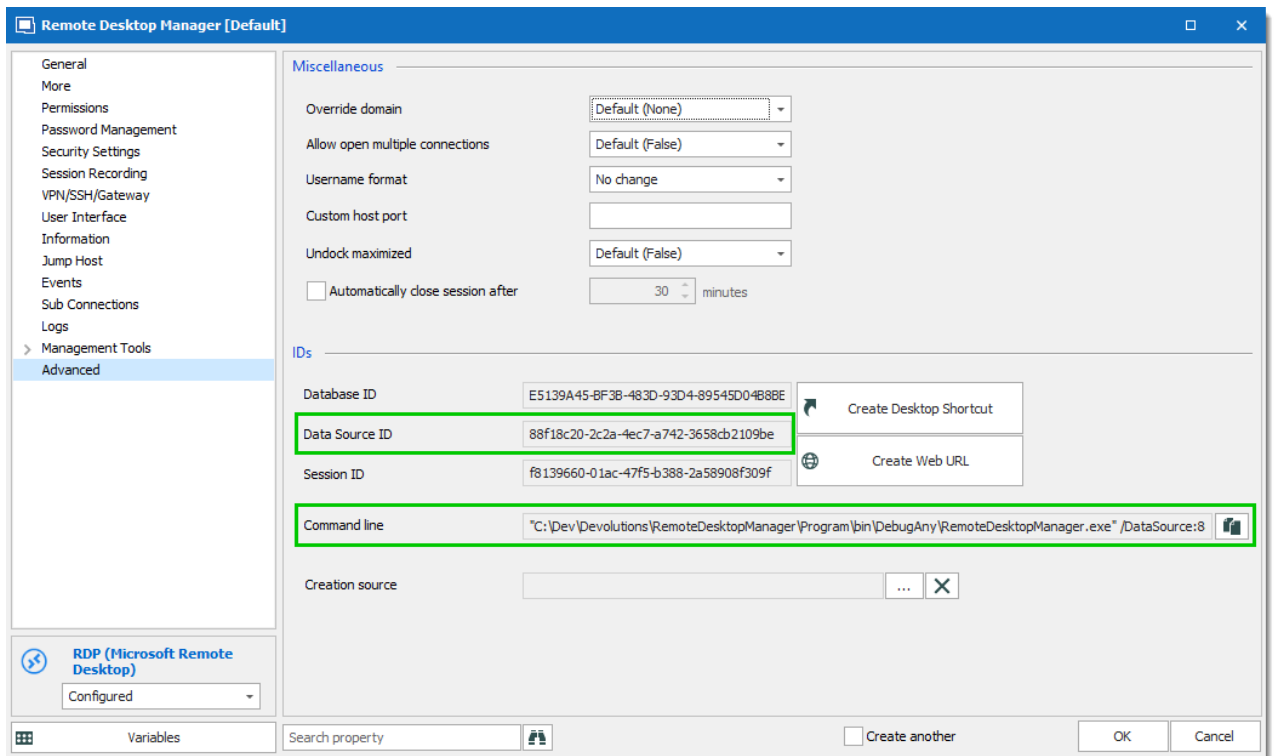 Remote Desktop Manager [Default]
General
More
Permissions
Password Management
Security Settings
Session Recording
VPN/SSH/Gateway
User Interface
Information
Jump Host
Events
Sub Connections
Logs
Management Tools
Advanced
RDP (Microsoft Remote
Desktop)
Configured
Variables
Miscellaneous
Override domain Default (None)
Allow open multiple connections Default (False)
Username format No change
Custom host port
Undock maximized Default (False)
Automatically close session after 30 minutes
IDs
Database ID E5139A45-BF3B-483D-93D4-89545D04B8BE
Create Desktop Shortcut
Data Source ID 88f18c20-2c2a-4ec7-a742-3658cb2109be
Create Web URL
Session ID f8139660-01ac-47f5-b388-2a58908f309f
Command line "C:\Dev\Devolutions\RemoteDesktopManager\Program\bin\DebugAny\RemoteDesktopManager.exe" /DataSource:8
Creation source ...
Search property
Create another OK Cancel